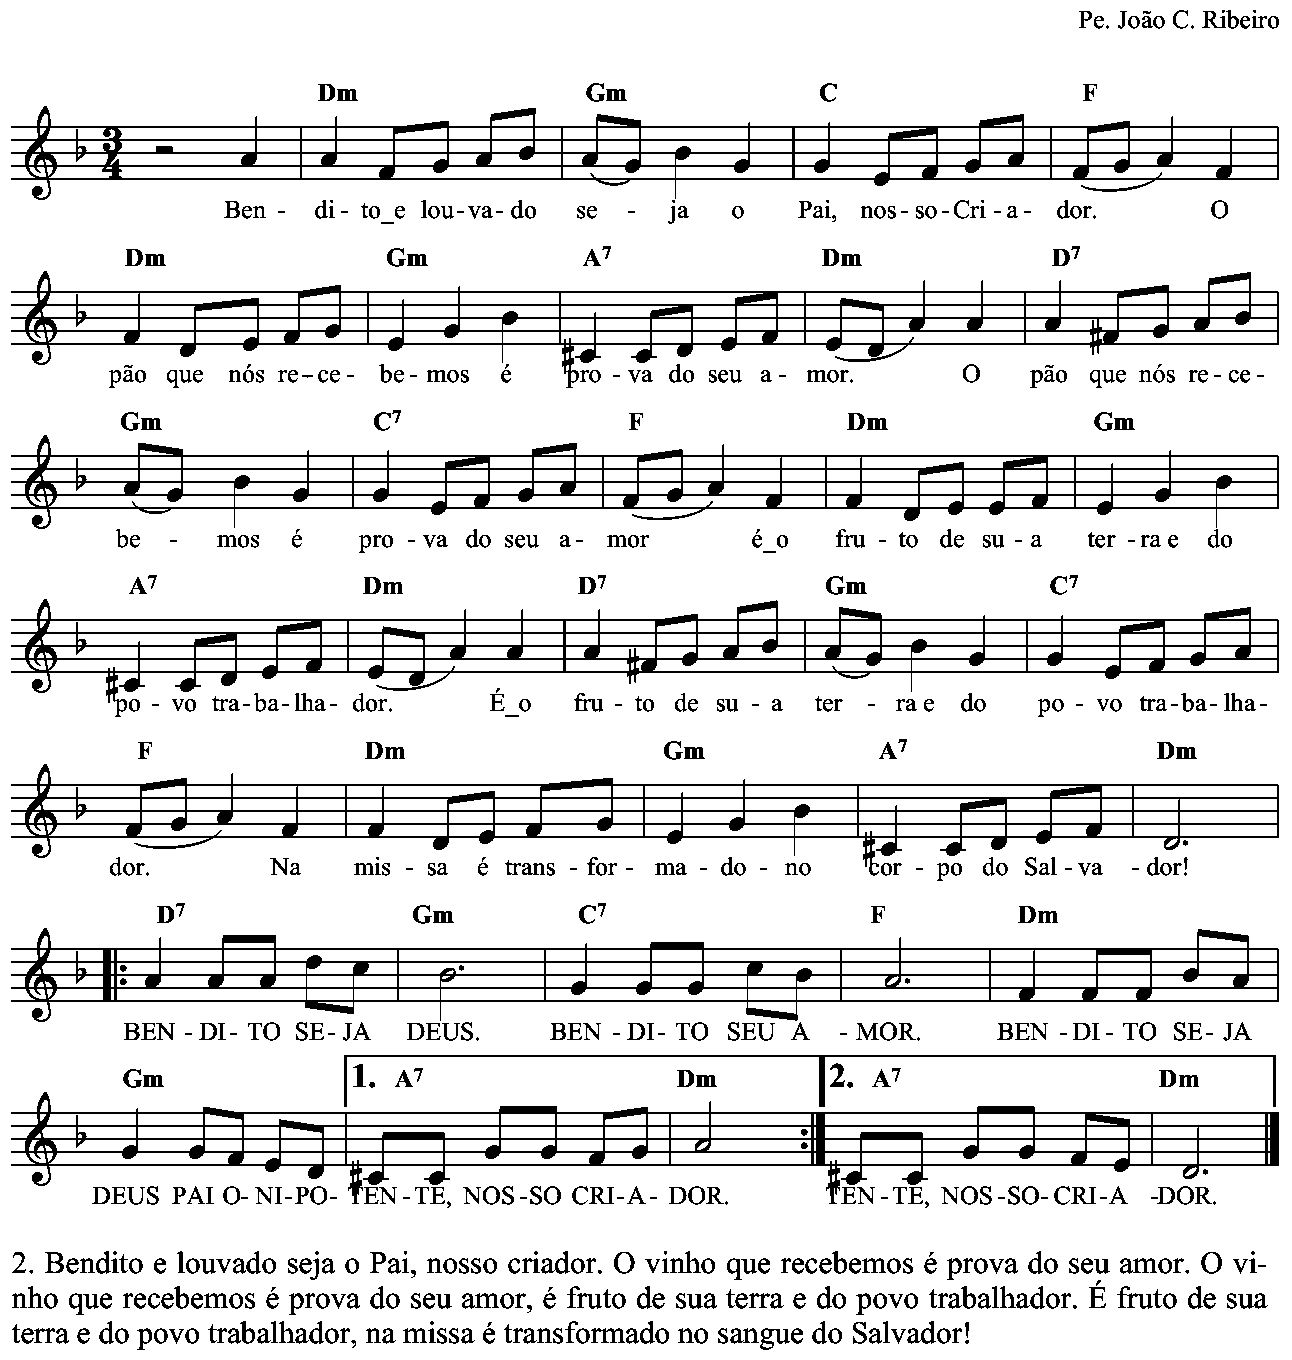 Pe. João C. Ribeiro
Dm Gm C F
3/4
Ben - di - to_e lou - va - do se - ja o Pai, nos - so - Cri - a - dor. O
Dm Gm A7 Dm D7
pão que nós re - ce - be - mos é pro - va do seu a - mor. O pão que nós re - ce -
Gm C7 F Dm Gm
be - mos é pro - va do seu a - mor é_o fru - to de su - a ter - ra e do
A7 Dm D7 Gm C7
po - vo tra - ba - lha - dor. É_o fru - to de su - a ter - ra e do po - vo tra - ba - lha -
F Dm Gm A7 Dm
dor. Na mis - sa é trans - for - ma - do - no cor - po do Sal - va - dor!
D7 Gm C7 F Dm
BEN - DI - TO SE - JA DEUS. BEN - DI - TO SEU A - MOR. BEN - DI - TO SE - JA
Gm 1. A7 Dm 2. A7 Dm
DEUS PAI O - NI - PO - TEN - TE, NOS - SO CRI - A - DOR. TEN - TE, NOS - SO - CRI - A - DOR.
2. Bendito e louvado seja o Pai, nosso criador. O vinho que recebemos é prova do seu amor. O vi-
nho que recebemos é prova do seu amor, é fruto de sua terra e do povo trabalhador. É fruto de sua
terra e do povo trabalhador, na missa é transformado no sangue do Salvador!